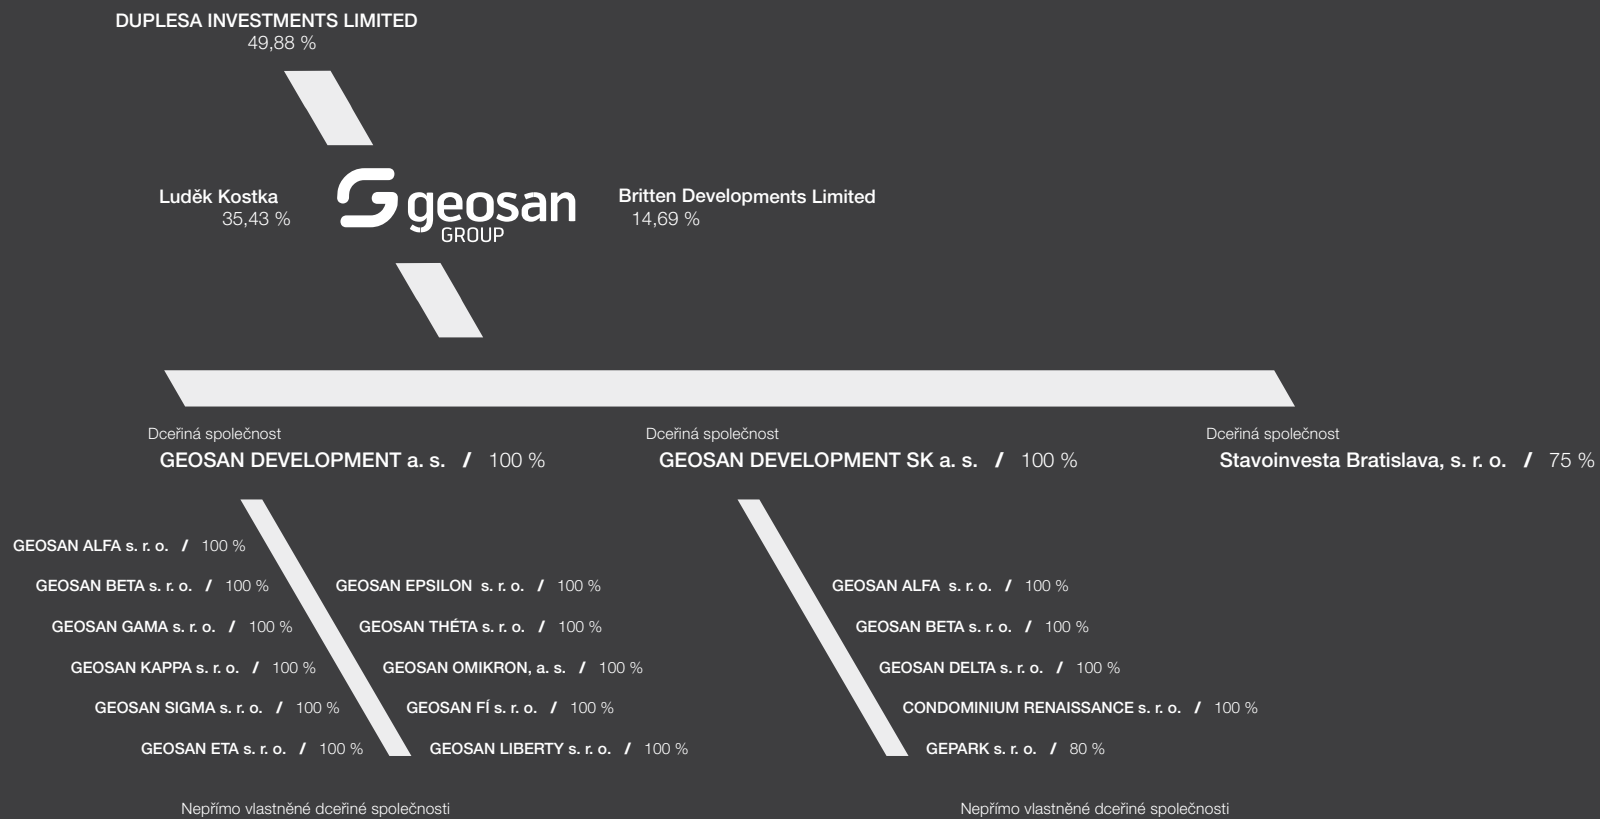 DUPLESA INVESTMENTS LIMITED
49,88 %
Luděk Kostka
35,43 %
geosan
GROUP
Britten Developments Limited
14,69 %
Dceřiná společnost
GEOSAN DEVELOPMENT a. s. / 100 %
Dceřiná společnost
GEOSAN DEVELOPMENT SK a. s. / 100 %
Dceřiná společnost
Stavoinvesta Bratislava, s. r. o. / 75 %
GEOSAN ALFA s. r. o. / 100 %
GEOSAN BETA s. r. o. / 100 %
GEOSAN GAMA s. r. o. / 100 %
GEOSAN KAPPA s. r. o. / 100 %
GEOSAN SIGMA s. r. o. / 100 %
GEOSAN ETA s. r. o. / 100 %
GEOSAN EPSILON s. r. o. / 100 %
GEOSAN THÉTA s. r. o. / 100 %
GEOSAN OMIKRON, a. s. / 100 %
GEOSAN FÍ s. r. o. / 100 %
GEOSAN LIBERTY s. r. o. / 100 %
Nepřímo vlastněné dceřiné společnosti
GEOSAN ALFA s. r. o. / 100 %
GEOSAN BETA s. r. o. / 100 %
GEOSAN DELTA s. r. o. / 100 %
CONDOMINIUM RENAISSANCE s. r. o. / 100 %
GEPARK s. r. o. / 80 %
Nepřímo vlastněné dceřiné společnosti